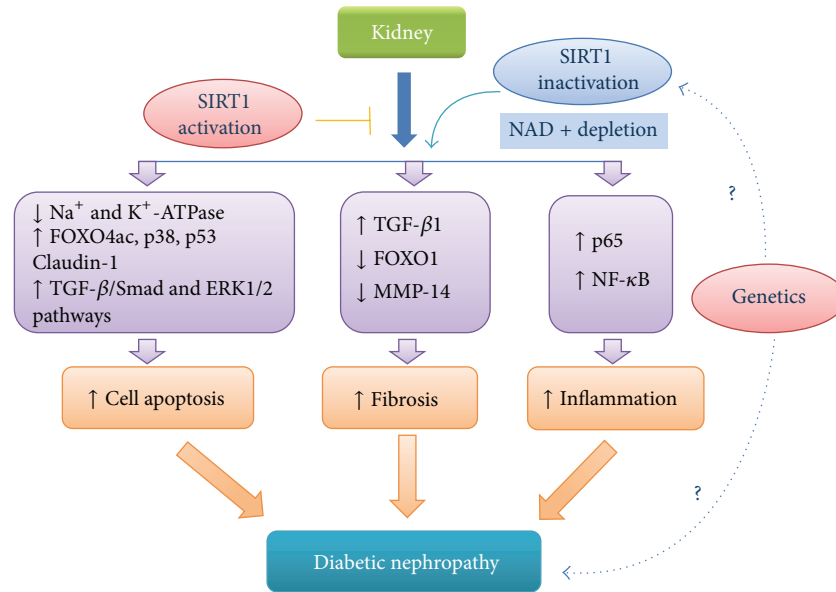 Kidney
SIRT1
activation
SIRT1
inactivation
NAD + depletion
↓ Na⁺ and K⁺-ATPase
↑ FOXO4ac, p38, p53
Claudin-1
↑ TGF-β/Smad and ERK1/2
pathways
↑ TGF-β1
↓ FOXO1
↓ MMP-14
↑ p65
↑ NF-κB
?
Genetics
↑ Cell apoptosis
↑ Fibrosis
↑ Inflammation
?
Diabetic nephropathy